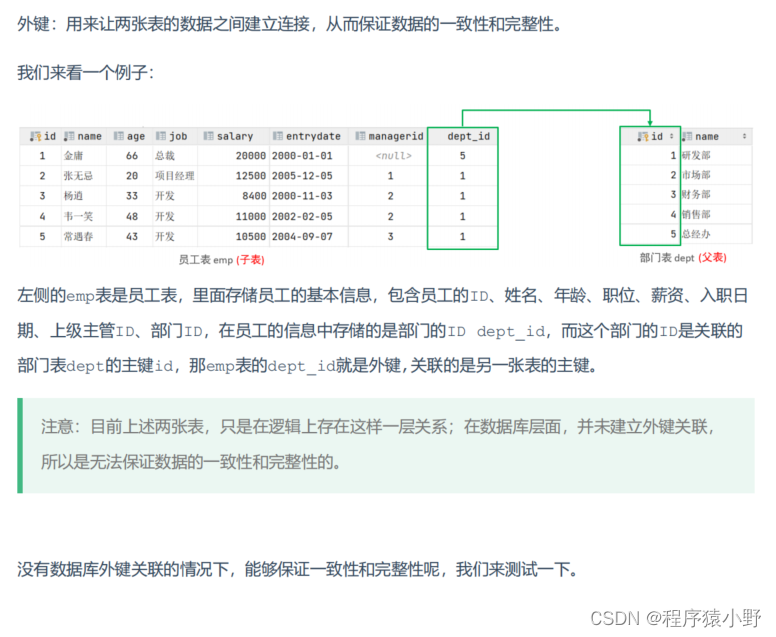 外键：用来让两张表的数据之间建立连接，从而保证数据的一致性和完整性。
我们来看一个例子：
id name age job salary entrydate managerid dept_id
1 金庸 66 总裁 20000 2000-01-01 <null> 5
2 张无忌 20 项目经理 12500 2005-12-05 1 1
3 杨逍 33 开发 8400 2000-11-03 2 1
4 韦一笑 48 开发 11000 2002-02-05 2 1
5 常遇春 43 开发 10500 2004-09-07 3 1
员工表 emp (子表)
id name
1 研发部
2 市场部
3 财务部
4 销售部
5 总经办
部门表 dept (父表)
左侧的emp表是员工表，里面存储员工的基本信息，包含员工的ID、姓名、年龄、职位、薪资、入职日
期、上级主管ID、部门ID，在员工的信息中存储的是部门的ID dept_id，而这个部门的ID是关联的
部门表dept的主键id，那emp表的dept_id就是外键,关联的是另一张表的主键。
注意：目前上述两张表，只是在逻辑上存在这样一层关系；在数据库层面，并未建立外键关联，
所以是无法保证数据的一致性和完整性的。
没有数据库外键关联的情况下，能够保证一致性和完整性呢，我们来测试一下。
CSDN @程序猿小野